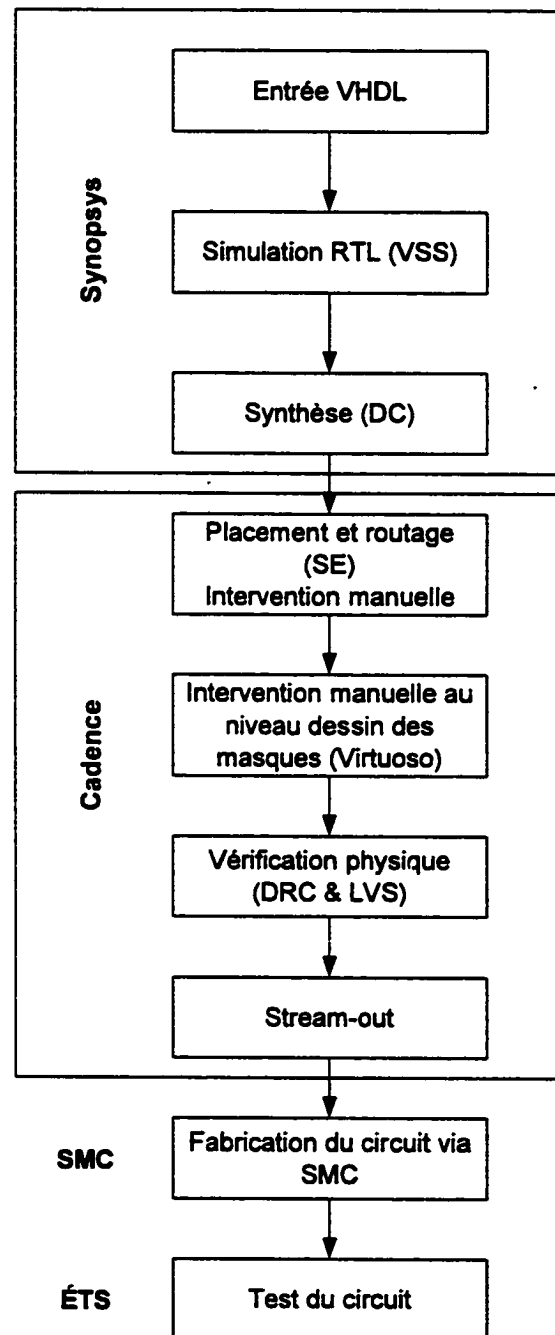 Synopsys
Entrée VHDL
Simulation RTL (VSS)
Synthèse (DC)
Cadence
Placement et routage
(SE)
Intervention manuelle
Intervention manuelle au
niveau dessin des
masques (Virtuoso)
Vérification physique
(DRC & LVS)
Stream-out
SMC
Fabrication du circuit via
SMC
ÉTS
Test du circuit